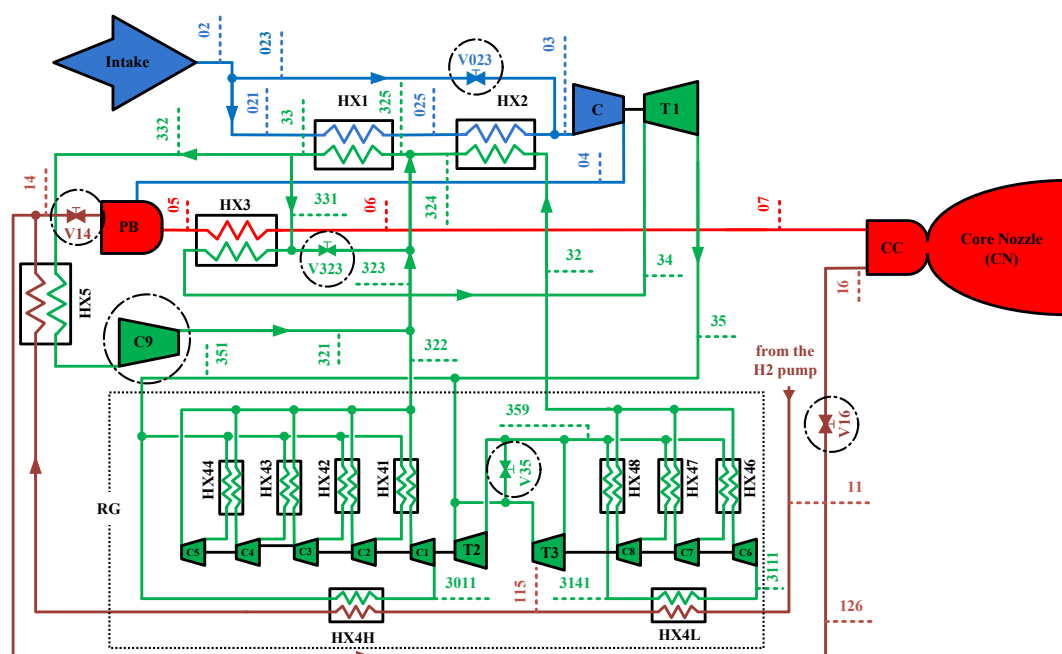 02
023
03
V023
Intake
HX1
325
HX2
C
T1
021
33
025
332
04
14
331
324
V14
PB
05
HX3
06
07
CC
Core Nozzle
(CN)
V323
323
32
34
16
HX5
C9
351
321
322
35
from the
H2 pump
359
V16
HX44
HX43
HX42
HX41
V35
HX48
HX47
HX46
RG
11
C5
C4
C3
C2
C1
T2
T3
C8
C7
C6
3011
115
3141
3111
126
HX4H
HX4L